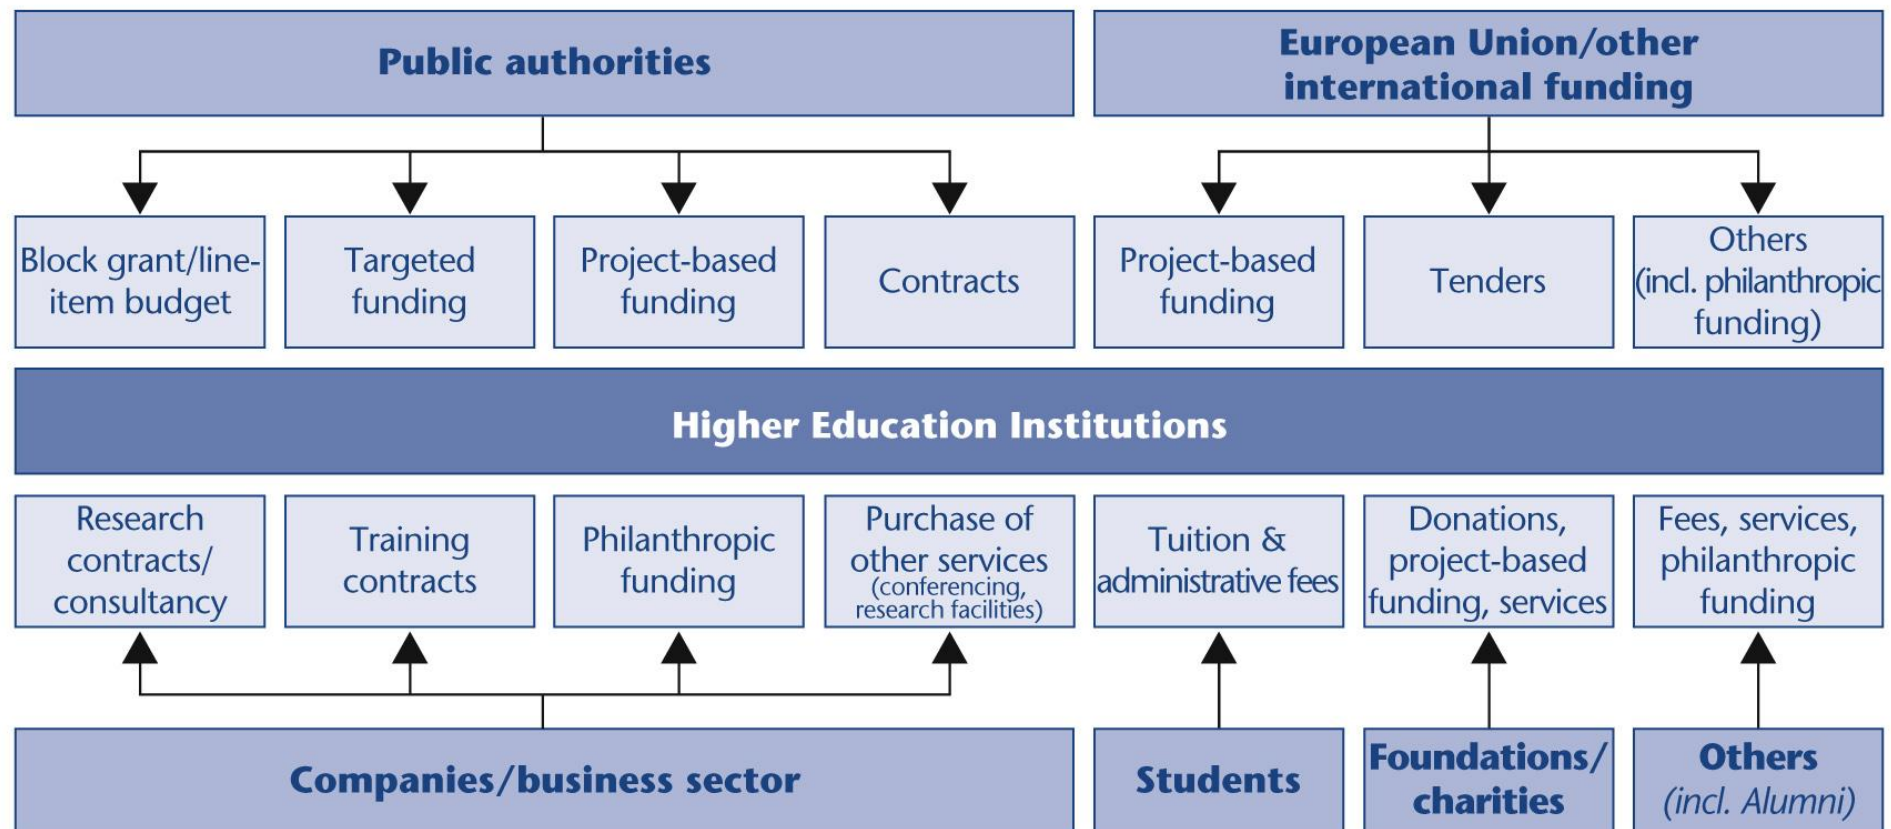 Public authorities
European Union/other
international funding
Block grant/line-
item budget
Targeted
funding
Project-based
funding
Contracts
Project-based
funding
Tenders
Others
(incl. philanthropic
funding)
Higher Education Institutions
Research
contracts/
consultancy
Training
contracts
Philanthropic
funding
Purchase of
other services
(conferencing,
research facilities)
Tuition &
administrative fees
Donations,
project-based
funding, services
Fees, services,
philanthropic
funding
Companies/business sector
Students
Foundations/
charities
Others
(incl. Alumni)